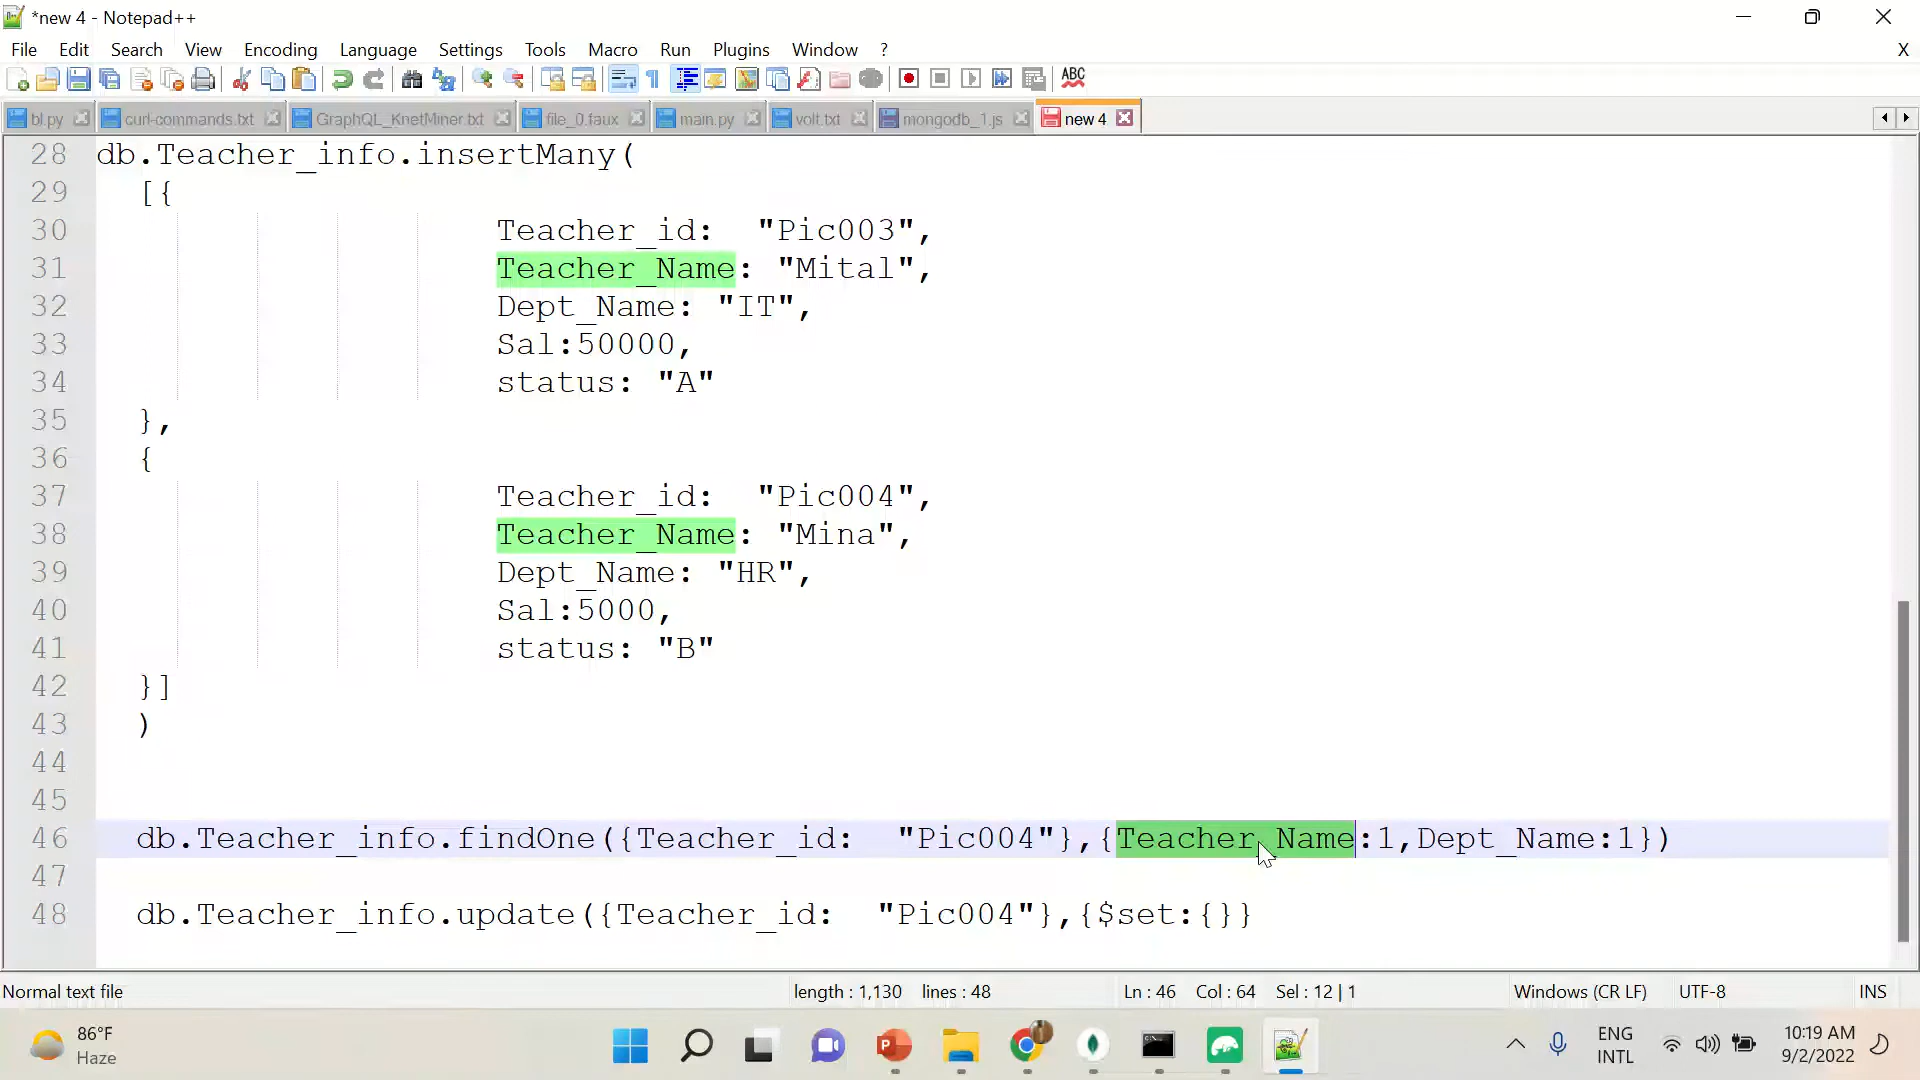 *new 4 - Notepad++
File Edit Search View Encoding Language Settings Tools Macro Run Plugins Window ? X
ABC
bl.py curl-commands.txt GraphQL_KnetMiner.txt file_0.faux main.py volt.txt mongodb_1.js new 4
28 db.Teacher_info.insertMany(
29 [{
30 Teacher_id: "Pic003",
31 Teacher_Name: "Mital",
32 Dept_Name: "IT",
33 Sal:50000,
34 status: "A"
35 },
36 {
37 Teacher_id: "Pic004",
38 Teacher_Name: "Mina",
39 Dept_Name: "HR",
40 Sal:5000,
41 status: "B"
42 }]
43 )
44
45
46 db.Teacher_info.findOne({Teacher_id: "Pic004"},{Teacher_Name:1,Dept_Name:1})
47
48 db.Teacher_info.update({Teacher_id: "Pic004"},{$set:{}}
Normal text file length : 1,130 lines : 48 Ln : 46 Col : 64 Sel : 12 | 1 Windows (CR LF) UTF-8 INS
86°F
Haze
ENG
INTL
10:19 AM
9/2/2022